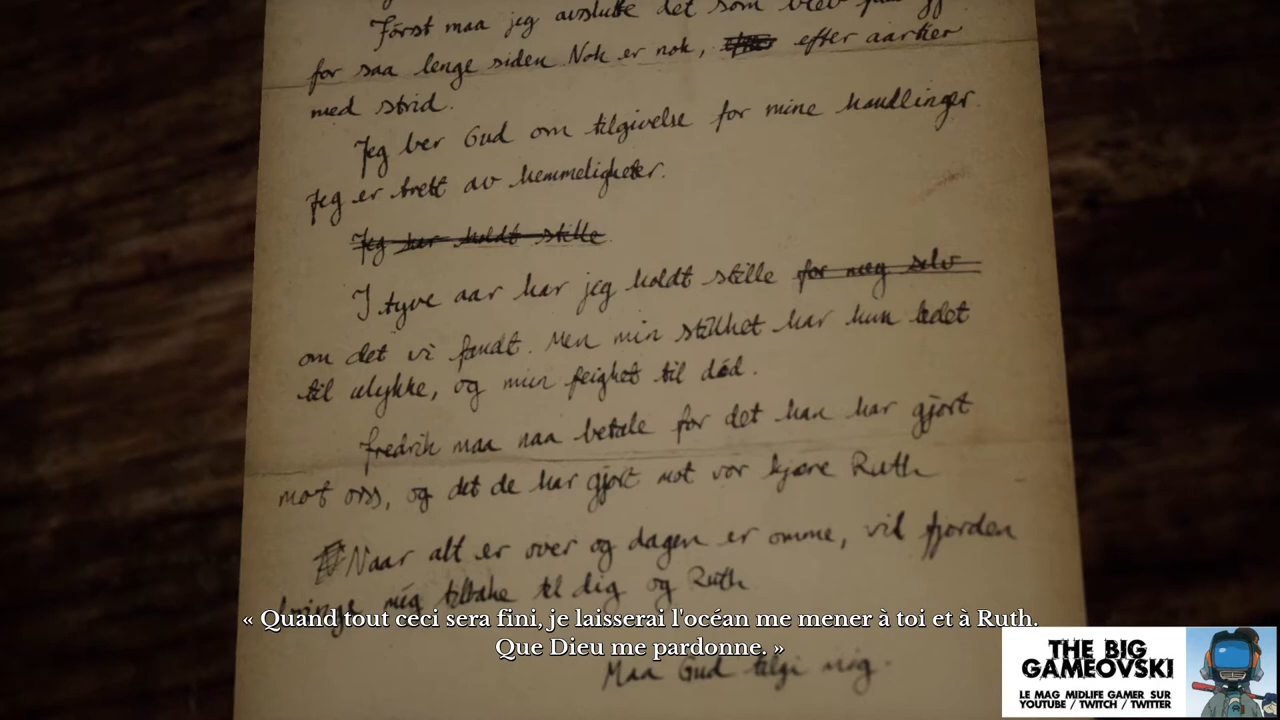 Först maa jeg avslutte det som blev
for saa lenge siden Nok er nok, efter aartier
med strid.
Jeg ber Gud om tilgivelse for mine handlinger.
Jeg er trett av hemmeligheter.
Jeg har holdt stille
I tyve aar har jeg holdt stille for meg selv
om det vi fandt. Men min stillhet har kun ledet
til ulykke, og min feighet til død.
Fredrik maa naa betale for det han har gjort
mot oss, og det de har gjort mot vor kjære Ruth
Naar alt er over og dagen er omme, vil fjorden
bringe mig tilbake til dig og Ruth.
« Quand tout ceci sera fini, je laisserai l'océan me mener à toi et à Ruth.
Que Dieu me pardonne. »
Maa Gud tilgi mig.
THE BIG
GAMEOVSKI
LE MAG MIDLIFE GAMER SUR
YOUTUBE / TWITCH / TWITTER